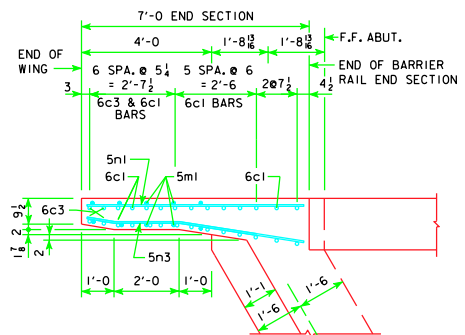 7'-0 END SECTION
4'-0
1'-8 13/16
1'-8 13/16
F.F. ABUT.
END OF
WING
6 SPA. @ 5 1/4
= 2'-7 1/2
5 SPA. @ 6
= 2'-6
2@7 1/2
4 1/2
END OF BARRIER
RAIL END SECTION
3
6c3 & 6c1
BARS
6c1 BARS
5n1
6c1
5m1
6c1
9 1/2
6c3
2
1 7/8
2
5n3
1'-0
2'-0
1'-0
1'-1
1'-6
1'-6